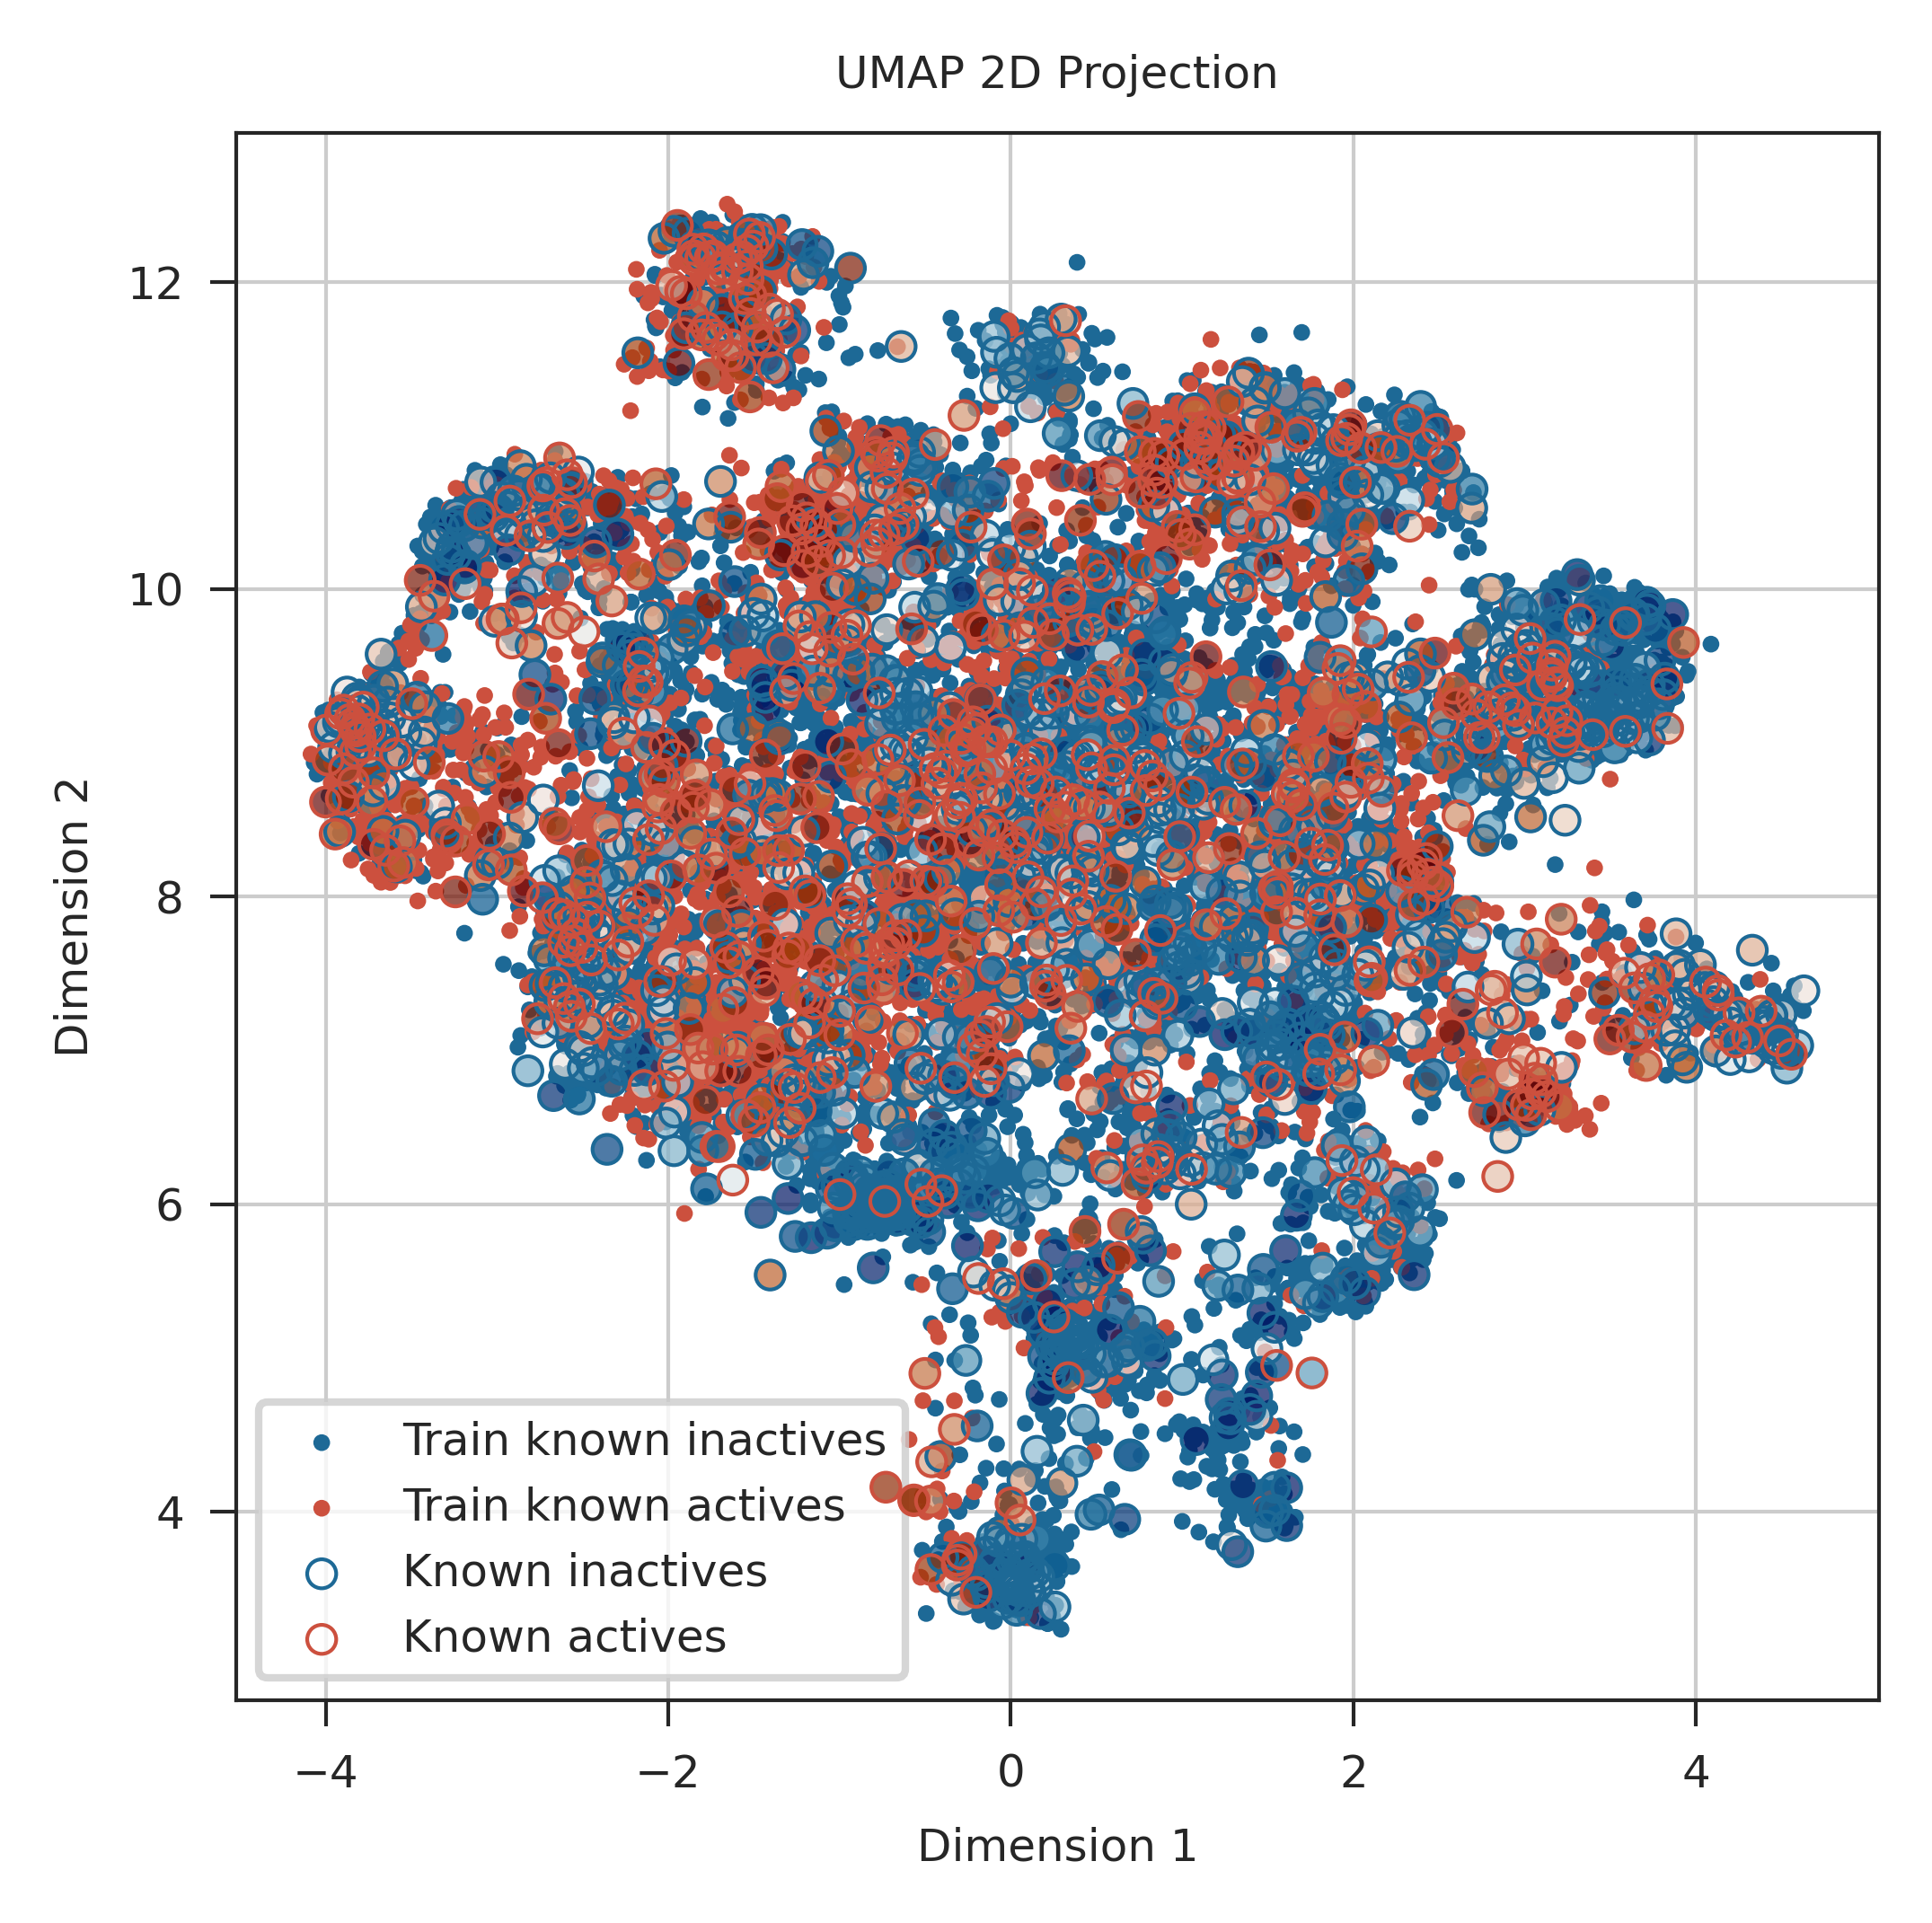 UMAP 2D Projection
12
10
8
6
4
Dimension 2
Train known inactives
Train known actives
Known inactives
Known actives
−4 −2 0 2 4
Dimension 1